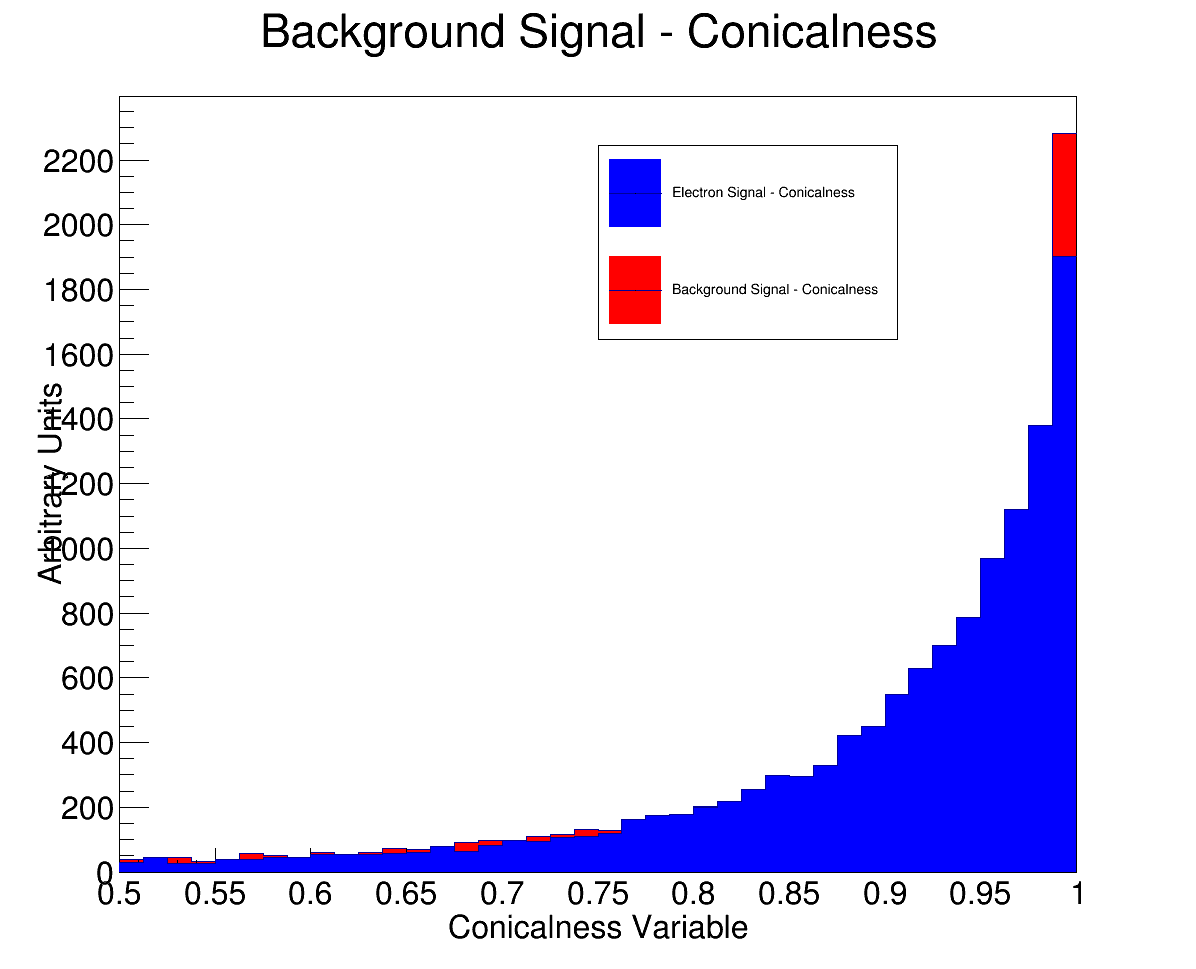 Background Signal - Conicalness
2200
2000
1800
1600
1400
1200
1000
800
600
400
200
0
Arbitrary Units
Electron Signal - Conicalness
Background Signal - Conicalness
0.5 0.55 0.6 0.65 0.7 0.75 0.8 0.85 0.9 0.95 1
Conicalness Variable